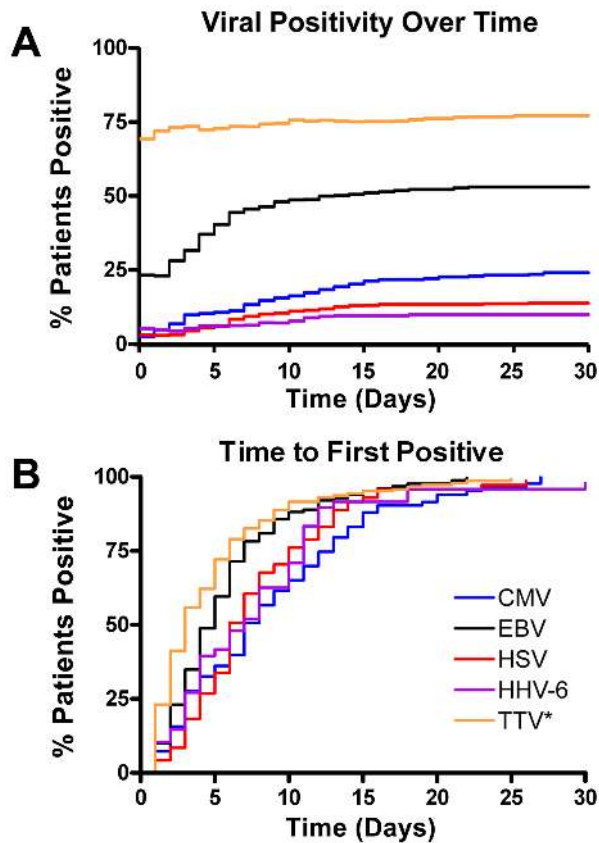 A
Viral Positivity Over Time
% Patients Positive
100
75
50
25
0
0 5 10 15 20 25 30
Time (Days)
B
Time to First Positive
% Patients Positive
100
75
50
25
0
CMV
EBV
HSV
HHV-6
TTV*
0 5 10 15 20 25 30
Time (Days)